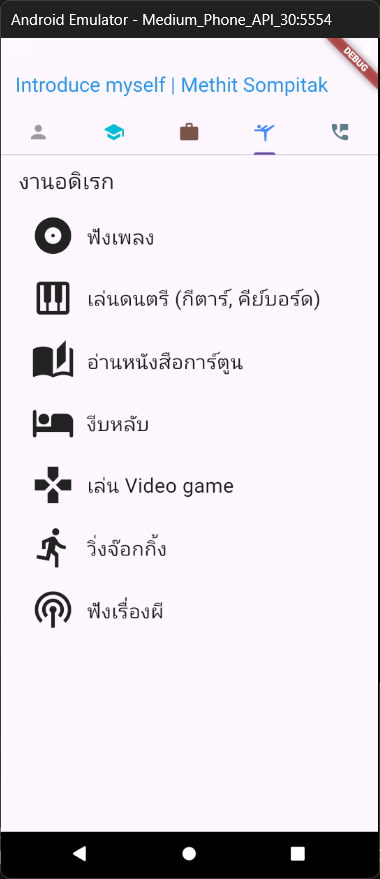 Android Emulator - Medium_Phone_API_30:5554
DEBUG
Introduce myself | Methit Sompitak
งานอดิเรก
ฟังเพลง
เล่นดนตรี (กีตาร์, คีย์บอร์ด)
อ่านหนังสือการ์ตูน
งีบหลับ
เล่น Video game
วิ่งจ๊อกกิ้ง
ฟังเรื่องผี